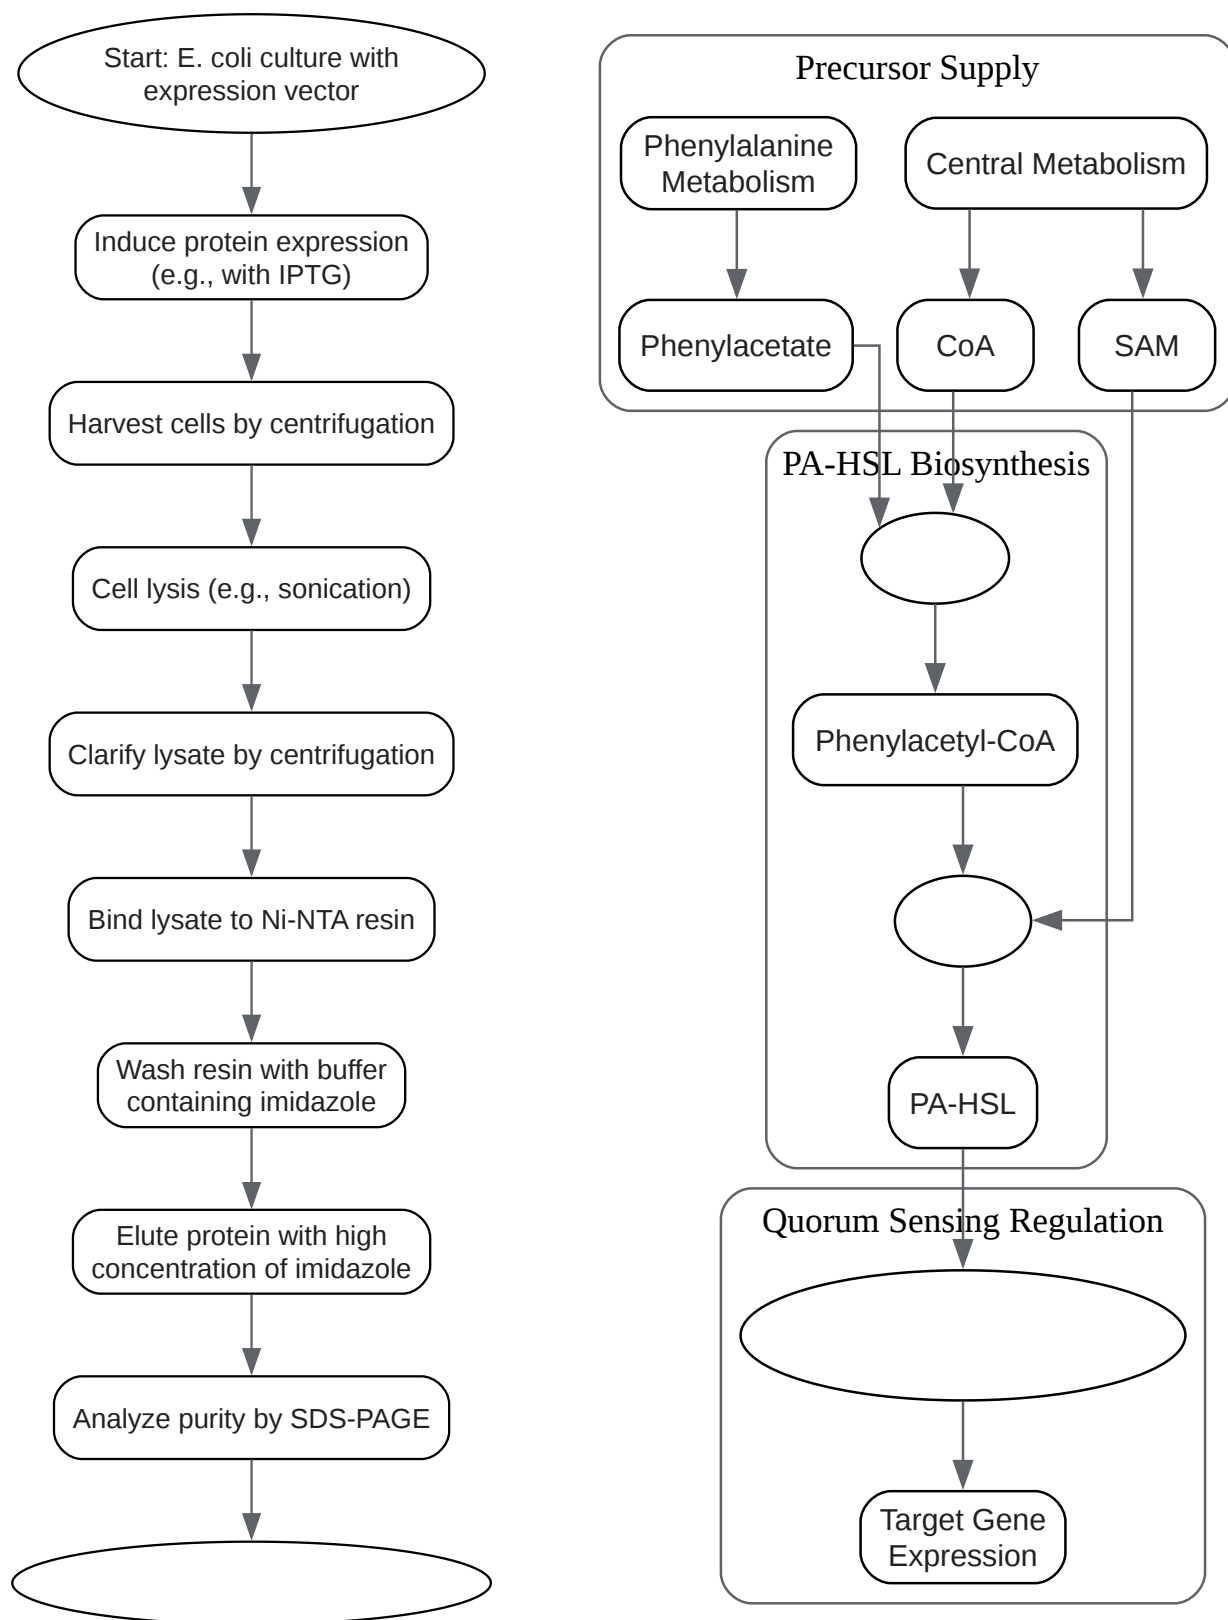 Start: E. coli culture with
expression vector
Induce protein expression
(e.g., with IPTG)
Harvest cells by centrifugation
Cell lysis (e.g., sonication)
Clarify lysate by centrifugation
Bind lysate to Ni-NTA resin
Wash resin with buffer
containing imidazole
Elute protein with high
concentration of imidazole
Analyze purity by SDS-PAGE
Precursor Supply
Phenylalanine
Metabolism
Central Metabolism
Phenylacetate
CoA
SAM
PA-HSL Biosynthesis
Phenylacetyl-CoA
PA-HSL
Quorum Sensing Regulation
Target Gene
Expression